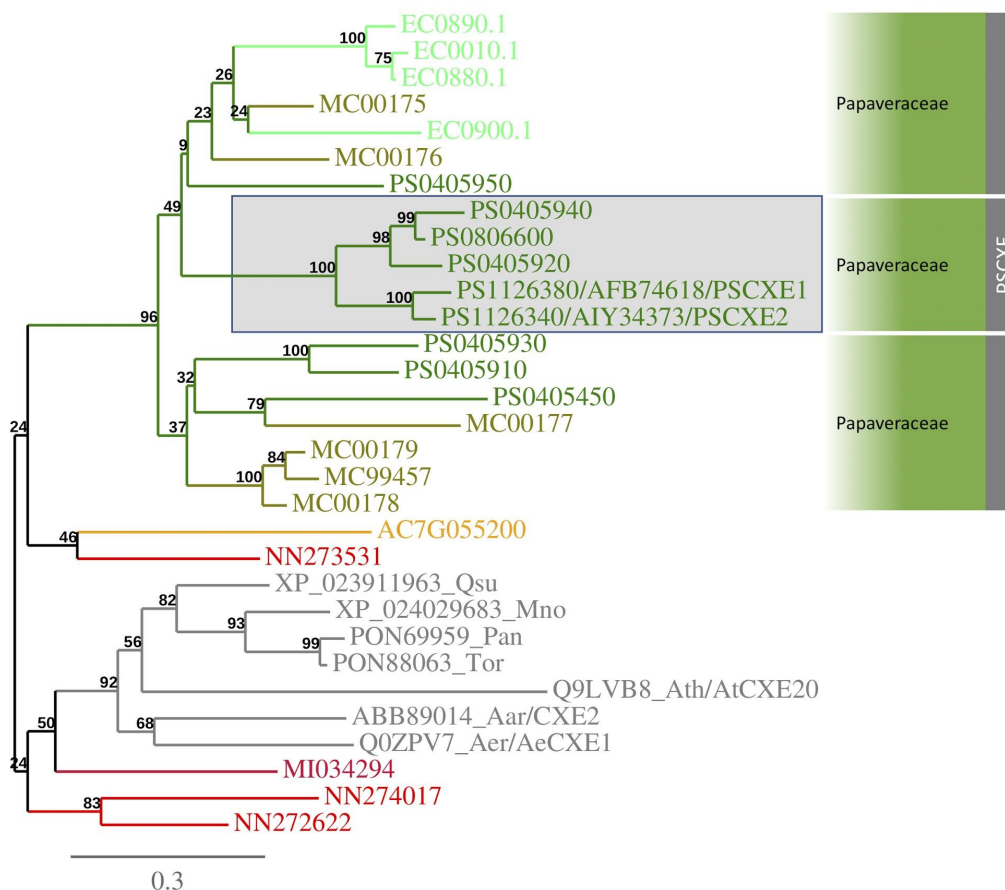 EC0890.1
100
EC0010.1
75
EC0880.1
26
MC00175
24
EC0900.1
23
MC00176
9
PS0405950
49
PS0405940
99
PS0806600
98
PS0405920
100
PS1126380/AFB74618/PSCXE1
100
PS1126340/AIY34373/PSCXE2
96
PS0405930
100
PS0405910
32
PS0405450
79
MC00177
37
MC00179
84
MC99457
100
MC00178
24
AC7G055200
46
NN273531
XP_023911963_Qsu
82
XP_024029683_Mno
93
PON69959_Pan
99
PON88063_Tor
56
Q9LVB8_Ath/AtCXE20
92
ABB89014_Aar/CXE2
68
Q0ZPV7_Aer/AeCXE1
50
MI034294
24
NN274017
83
NN272622
0.3
Papaveraceae
Papaveraceae
Papaveraceae
PSCXE